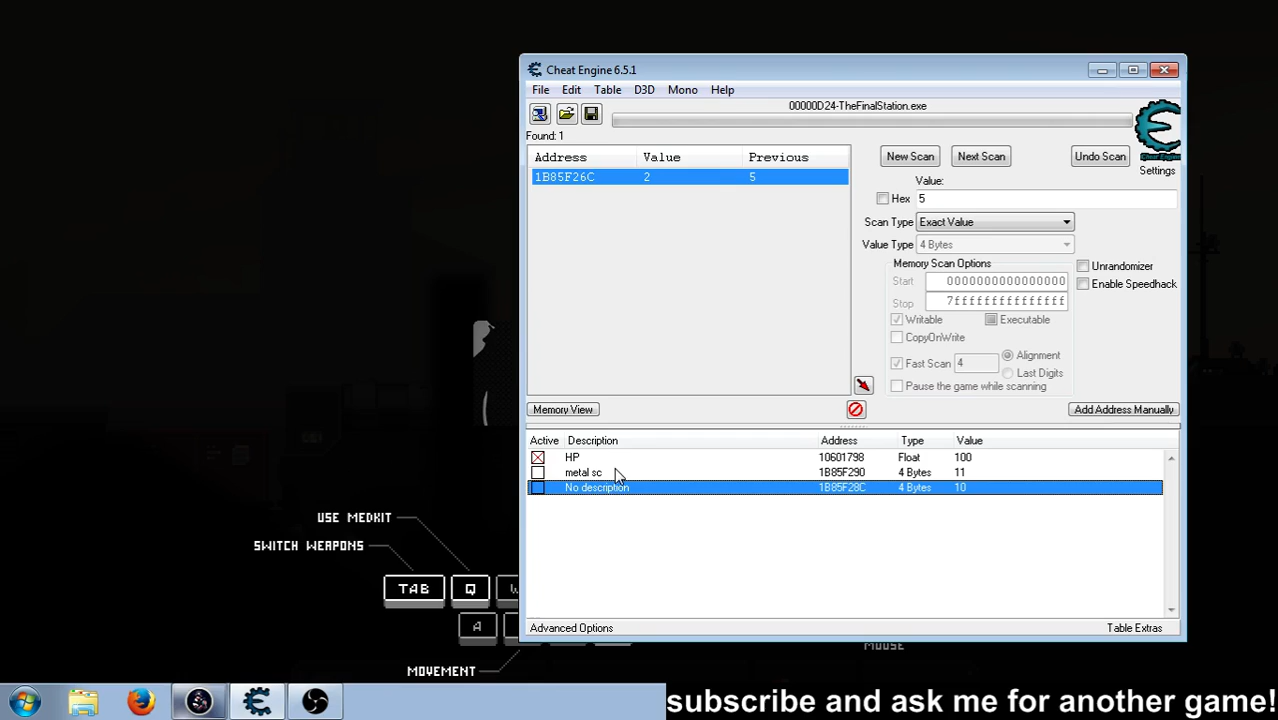 Cheat Engine 6.5.1
File Edit Table D3D Mono Help
00000D24-TheFinalStation.exe
Found: 1
Address Value Previous
1B85F26C 2 5
New Scan Next Scan Undo Scan
Cheat Engine
Settings
Value:
Hex 5
Scan Type Exact Value
Value Type 4 Bytes
Memory Scan Options
Start 0000000000000000
Stop 7fffffffffffffff
Writable Executable
CopyOnWrite
Fast Scan 4 Alignment
Last Digits
Pause the game while scanning
Unrandomizer
Enable Speedhack
Memory View Add Address Manually
Active Description Address Type Value
HP 10601798 Float 100
metal sc 1B85F290 4 Bytes 11
No description 1B85F28C 4 Bytes 10
Advanced Options Table Extras
USE MEDKIT
SWITCH WEAPONS
TAB Q
A
MOVEMENT
MOUSE
subscribe and ask me for another game!